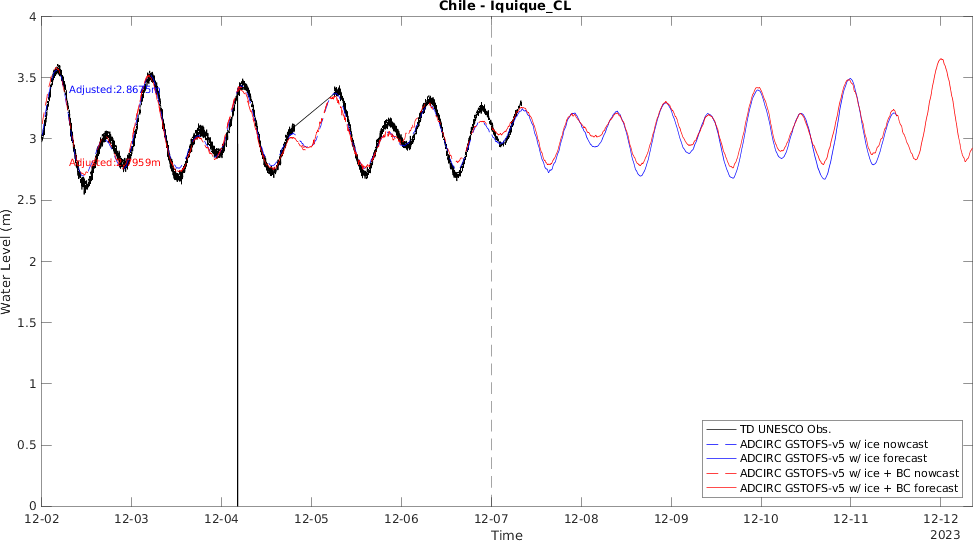 Chile - Iquique_CL
4
3.5
3
2.5
2
1.5
1
0.5
0
Water Level (m)
Adjusted:2.8675m
12-02
12-03
12-04
12-05
12-06
12-07
12-08
12-09
12-10
12-11
12-12
2023
Time
TD UNESCO Obs.
ADCIRC GSTOFS-v5 w/ ice nowcast
ADCIRC GSTOFS-v5 w/ ice forecast
ADCIRC GSTOFS-v5 w/ ice + BC nowcast
ADCIRC GSTOFS-v5 w/ ice + BC forecast